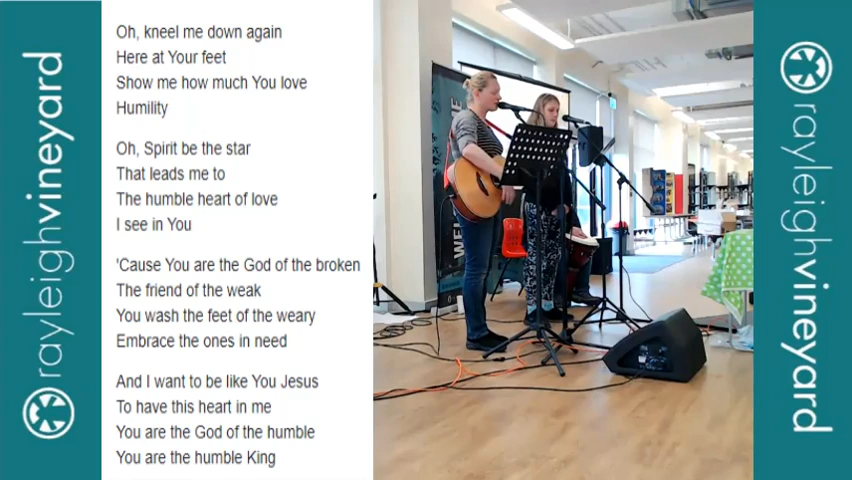 rayleighvineyard
Oh, kneel me down again
Here at Your feet
Show me how much You love
Humility
Oh, Spirit be the star
That leads me to
The humble heart of love
I see in You
'Cause You are the God of the broken
The friend of the weak
You wash the feet of the weary
Embrace the ones in need
And I want to be like You Jesus
To have this heart in me
You are the God of the humble
You are the humble King
WEL
rayleighvineyard